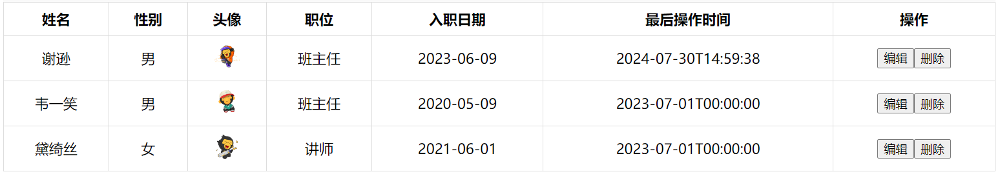 姓名 性别 头像 职位 入职日期 最后操作时间 操作
谢逊 男 班主任 2023-06-09 2024-07-30T14:59:38 编辑 删除
韦一笑 男 班主任 2020-05-09 2023-07-01T00:00:00 编辑 删除
黛绮丝 女 讲师 2021-06-01 2023-07-01T00:00:00 编辑 删除